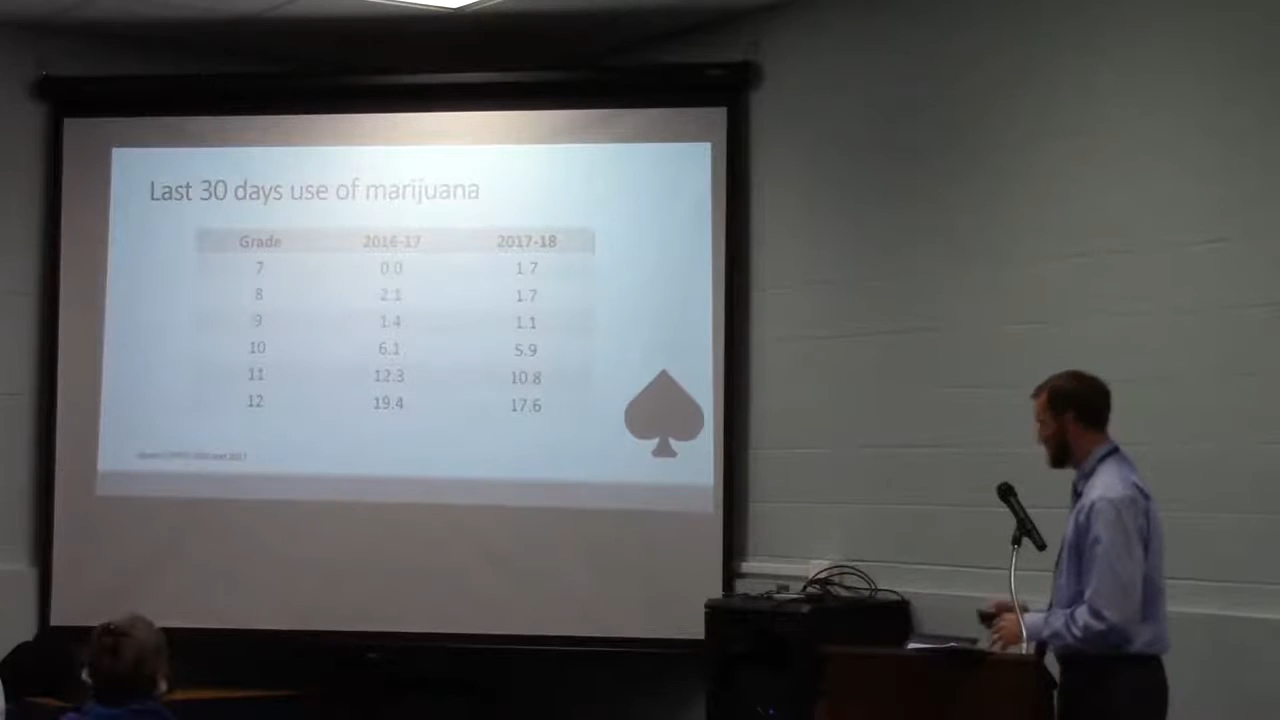 Last 30 days use of marijuana
Grade 2016-17 2017-18
7 0.0 1.7
8 2.1 1.7
9 1.4 1.1
10 6.1 5.9
11 12.3 10.8
12 19.4 17.6